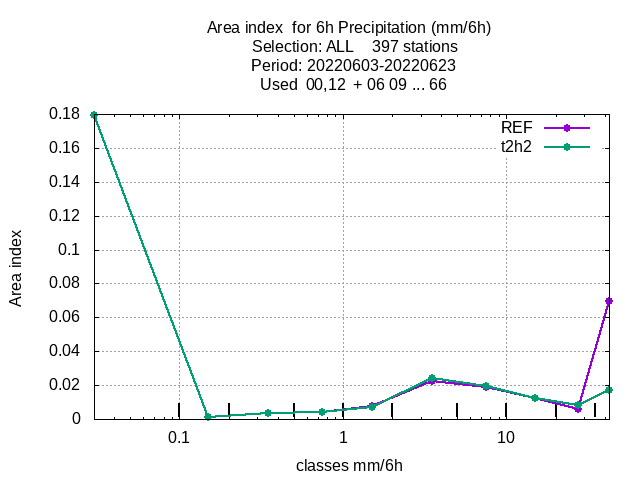 Area index  for 6h Precipitation (mm/6h)
Selection: ALL    397 stations
Period: 20220603-20220623
Used  00,12  + 06 09 ... 66
REF
t2h2
0.18
0.16
0.14
0.12
0.1
0.08
0.06
0.04
0.02
0
Area index
0.1 1 10
classes mm/6h